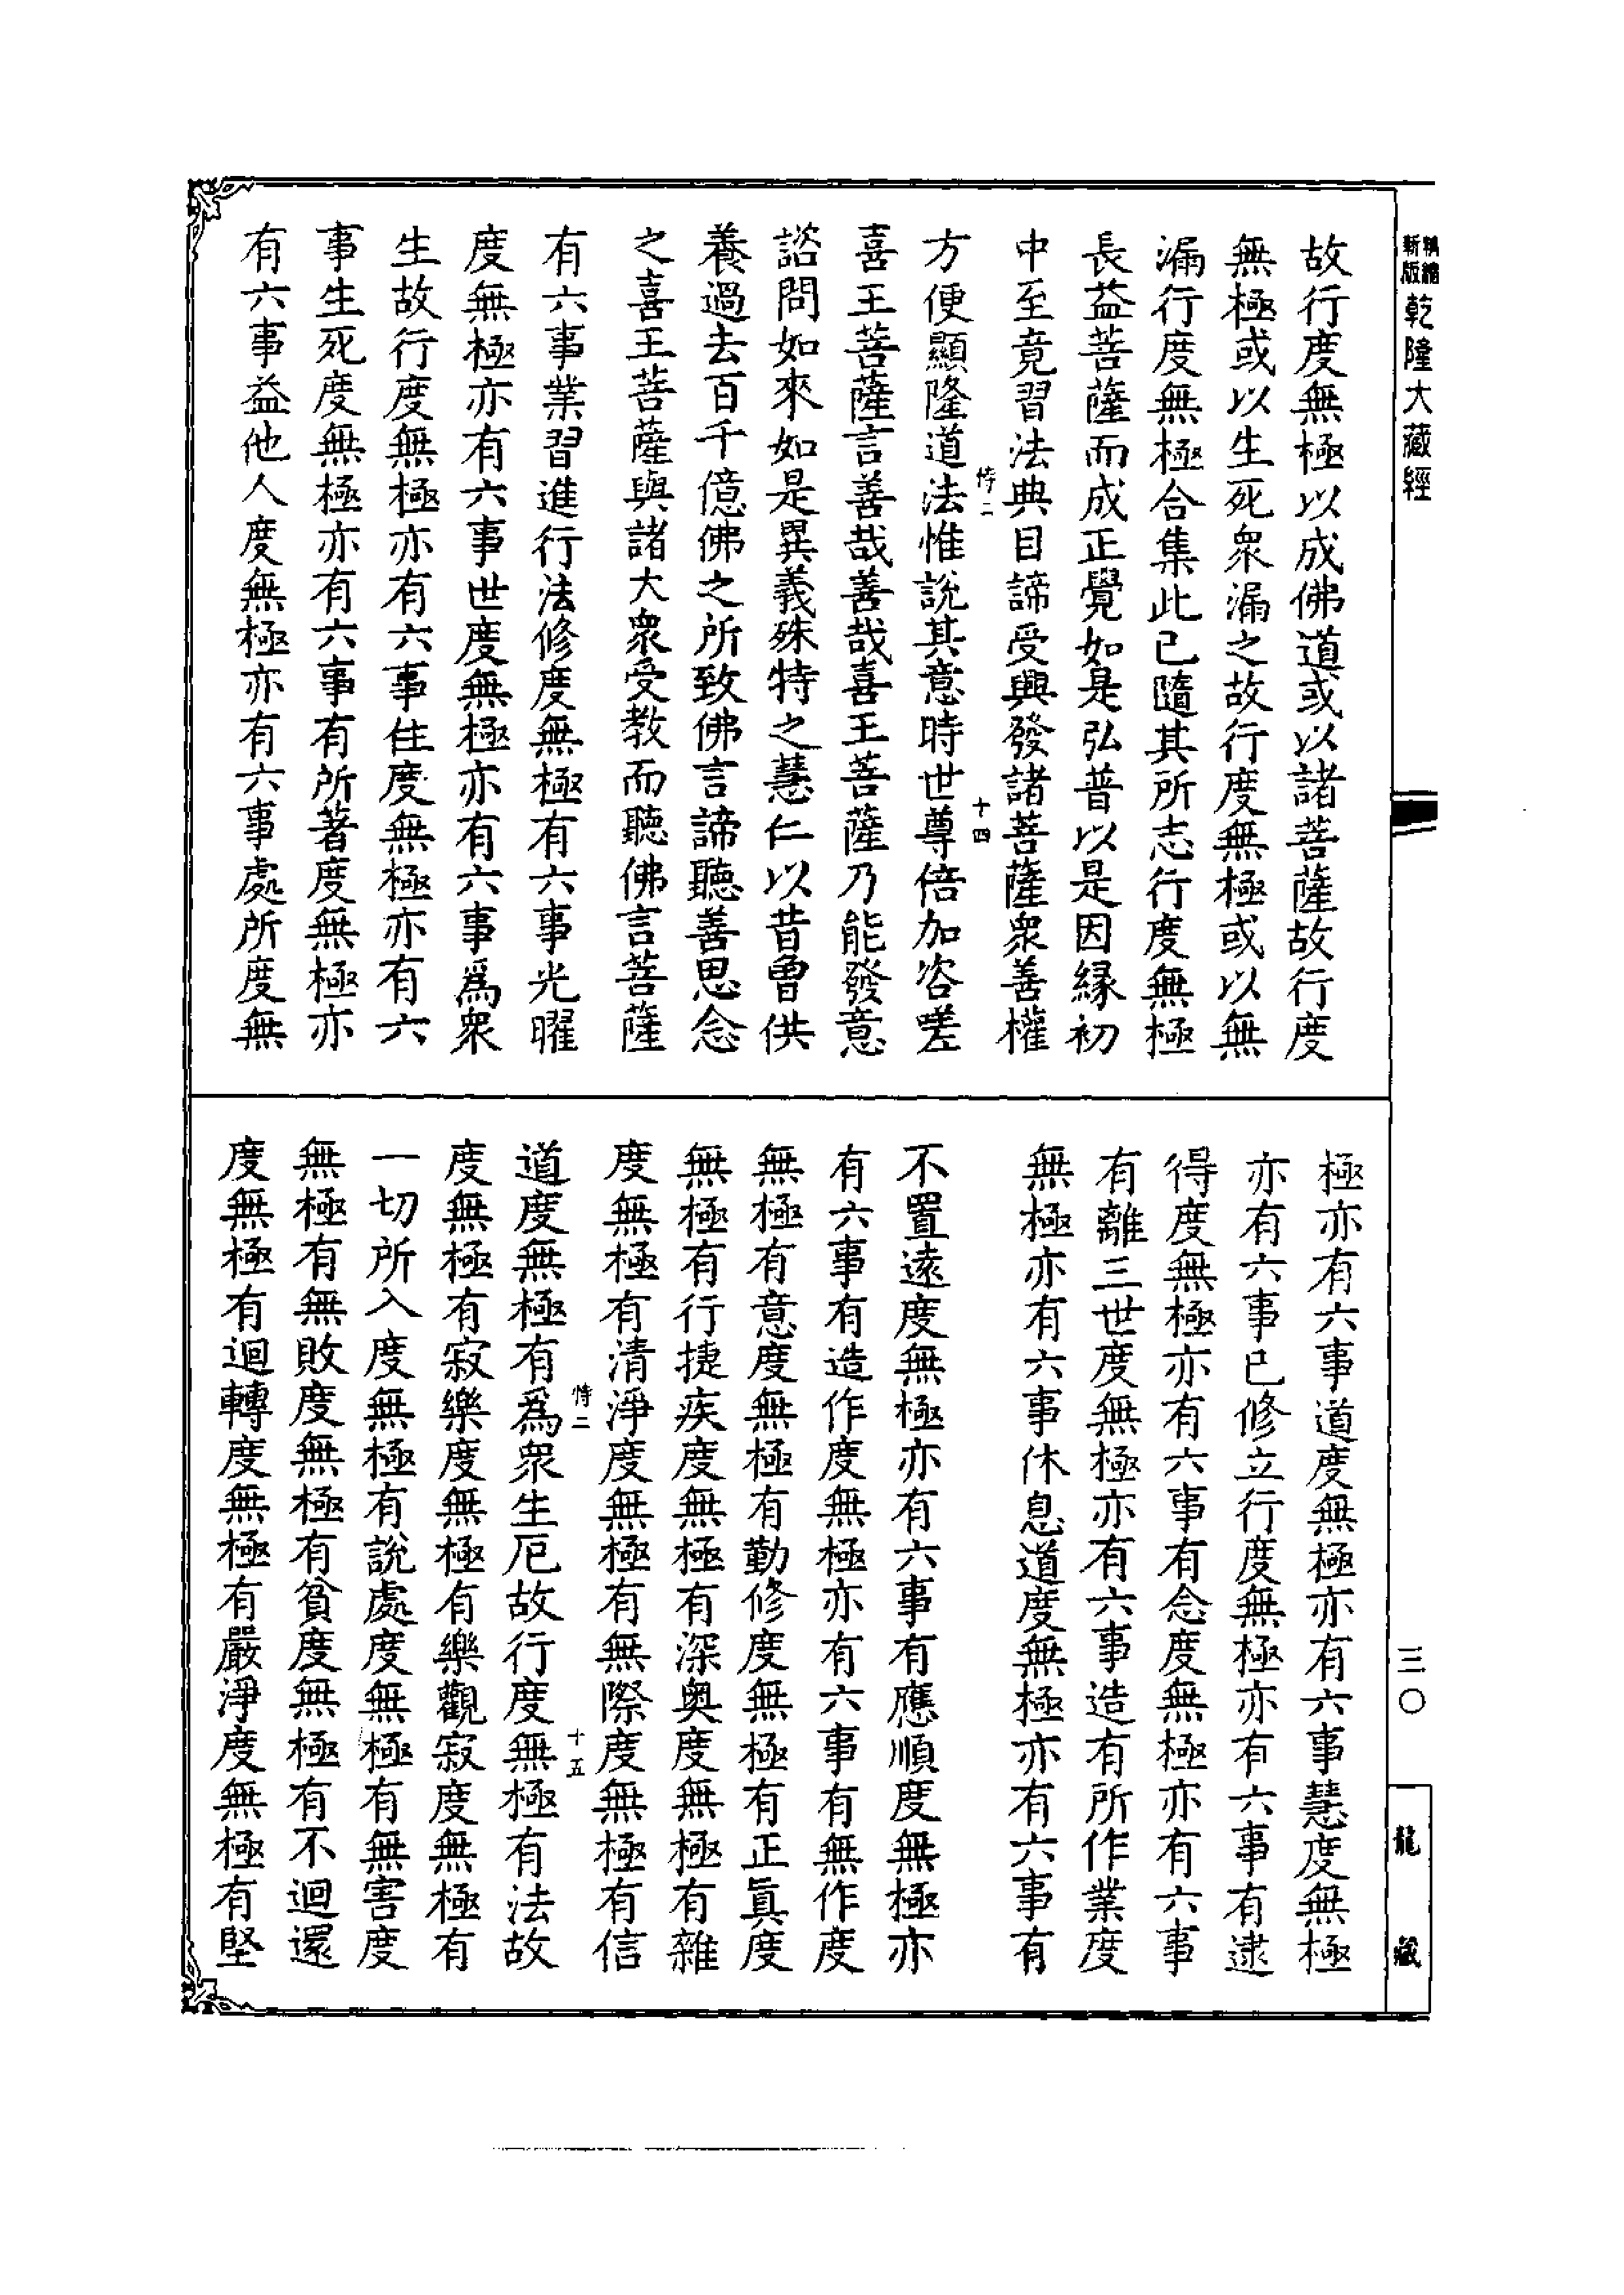 新版精縮
乾隆大藏經
故行度無極以成佛道或以諸菩薩故行度
無極或以生死眾漏之故行度無極或以無
漏行度無極合集此已隨其所志行度無極
長益菩薩而成正覺如是弘普以是因緣初
中至竟習法典目諦受興發諸菩薩眾善權
恃二
十四
方便顯隆道法惟說其意時世尊倍加咨嗟
喜王菩薩言善哉善哉喜王菩薩乃能發意
諮問如來如是異義殊特之慧仁以昔曾供
養過去百千億佛之所致佛言諦聽善思念
之喜王菩薩與諸大眾受教而聽佛言菩薩
有六事業習進行法修度無極有六事光曜
度無極亦有六事世度無極亦有六事爲眾
生故行度無極亦有六事住度無極亦有六
事生死度無極亦有六事有所著度無極亦
有六事益他人度無極亦有六事處所度無
極亦有六事道度無極亦有六事慧度無極
亦有六事已修立行度無極亦有六事有逮
得度無極亦有六事有念度無極亦有六事
有離三世度無極亦有六事造有所作業度
無極亦有六事休息道度無極亦有六事有
不置遠度無極亦有六事有應順度無極亦
有六事有造作度無極亦有六事有無作度
無極有意度無極有勤修度無極有正真度
無極有行捷疾度無極有深奧度無極有雜
度無極有清淨度無極有無際度無極有信
恃二
十五
道度無極有爲眾生厄故行度無極有法故
度無極有寂樂度無極有樂觀寂度無極有
一切所入度無極有說處度無極有無害度
無極有無敗度無極有貧度無極有不迴還
度無極有迴轉度無極有嚴淨度無極有堅
三〇
龍藏